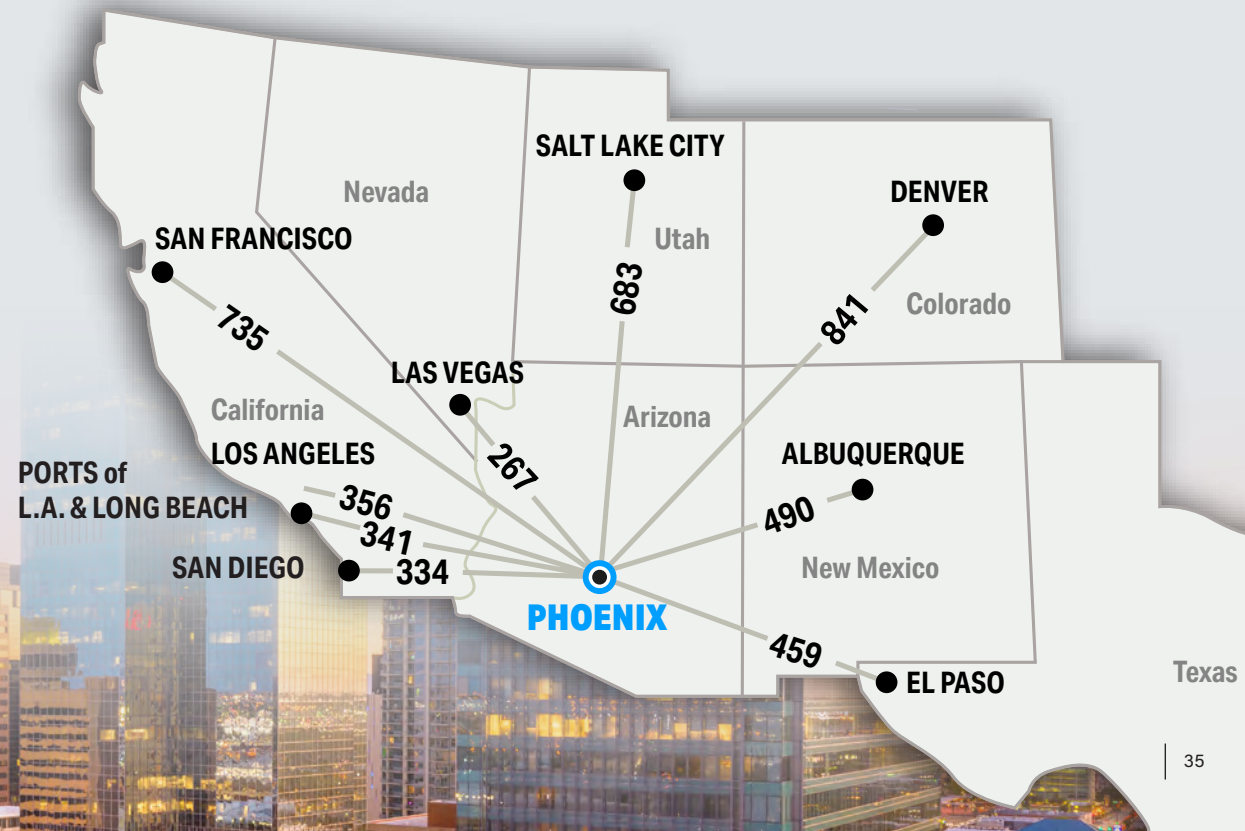 SALT LAKE CITY
DENVER
Nevada
SAN FRANCISCO
Utah
683
735
841
Colorado
LAS VEGAS
California
Arizona
LOS ANGELES
267
ALBUQUERQUE
PORTS of
L.A. & LONG BEACH
356
341
490
SAN DIEGO
334
New Mexico
PHOENIX
459
EL PASO
Texas
35